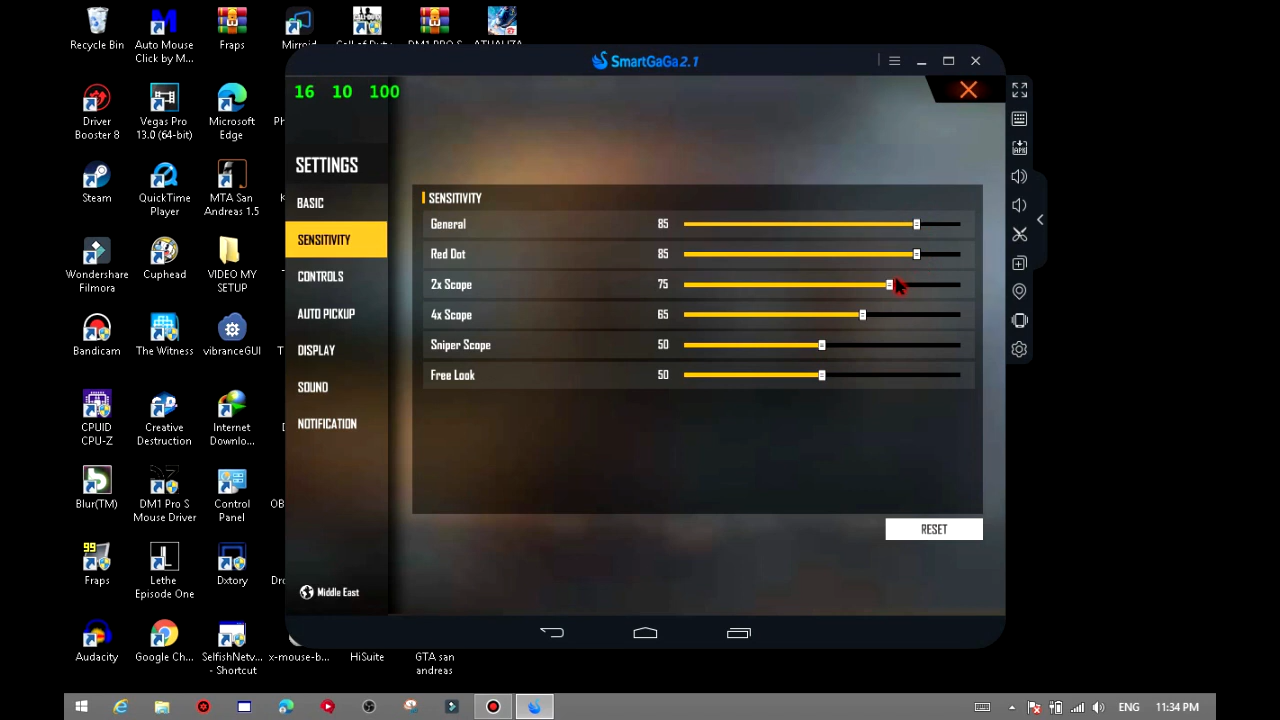 Recycle Bin
Auto Mouse
Click by M...
Fraps
Mirroid
SmartGaGa 2.1
16 10 100
Driver
Booster 8
Vegas Pro
13.0 (64-bit)
Microsoft
Edge
Steam
QuickTime
Player
MTA San
Andreas 1.5
Wondershare
Filmora
Cuphead
VIDEO MY
SETUP
Bandicam
The Witness
vibranceGUI
CPUID
CPU-Z
Creative
Destruction
Internet
Downlo...
Blur(TM)
DM1 Pro S
Mouse Driver
Control
Panel
OB
99
Fraps
Lethe
Episode One
Dxtory
Audacity
Google Ch...
SelfishNetv...
- Shortcut
x-mouse-b...
HiSuite
GTA san
andreas
SETTINGS
BASIC
SENSITIVITY
CONTROLS
AUTO PICKUP
DISPLAY
SOUND
NOTIFICATION
Middle East
SENSITIVITY
General 85
Red Dot 85
2x Scope 75
4x Scope 65
Sniper Scope 50
Free Look 50
RESET
APK
ENG 11:34 PM